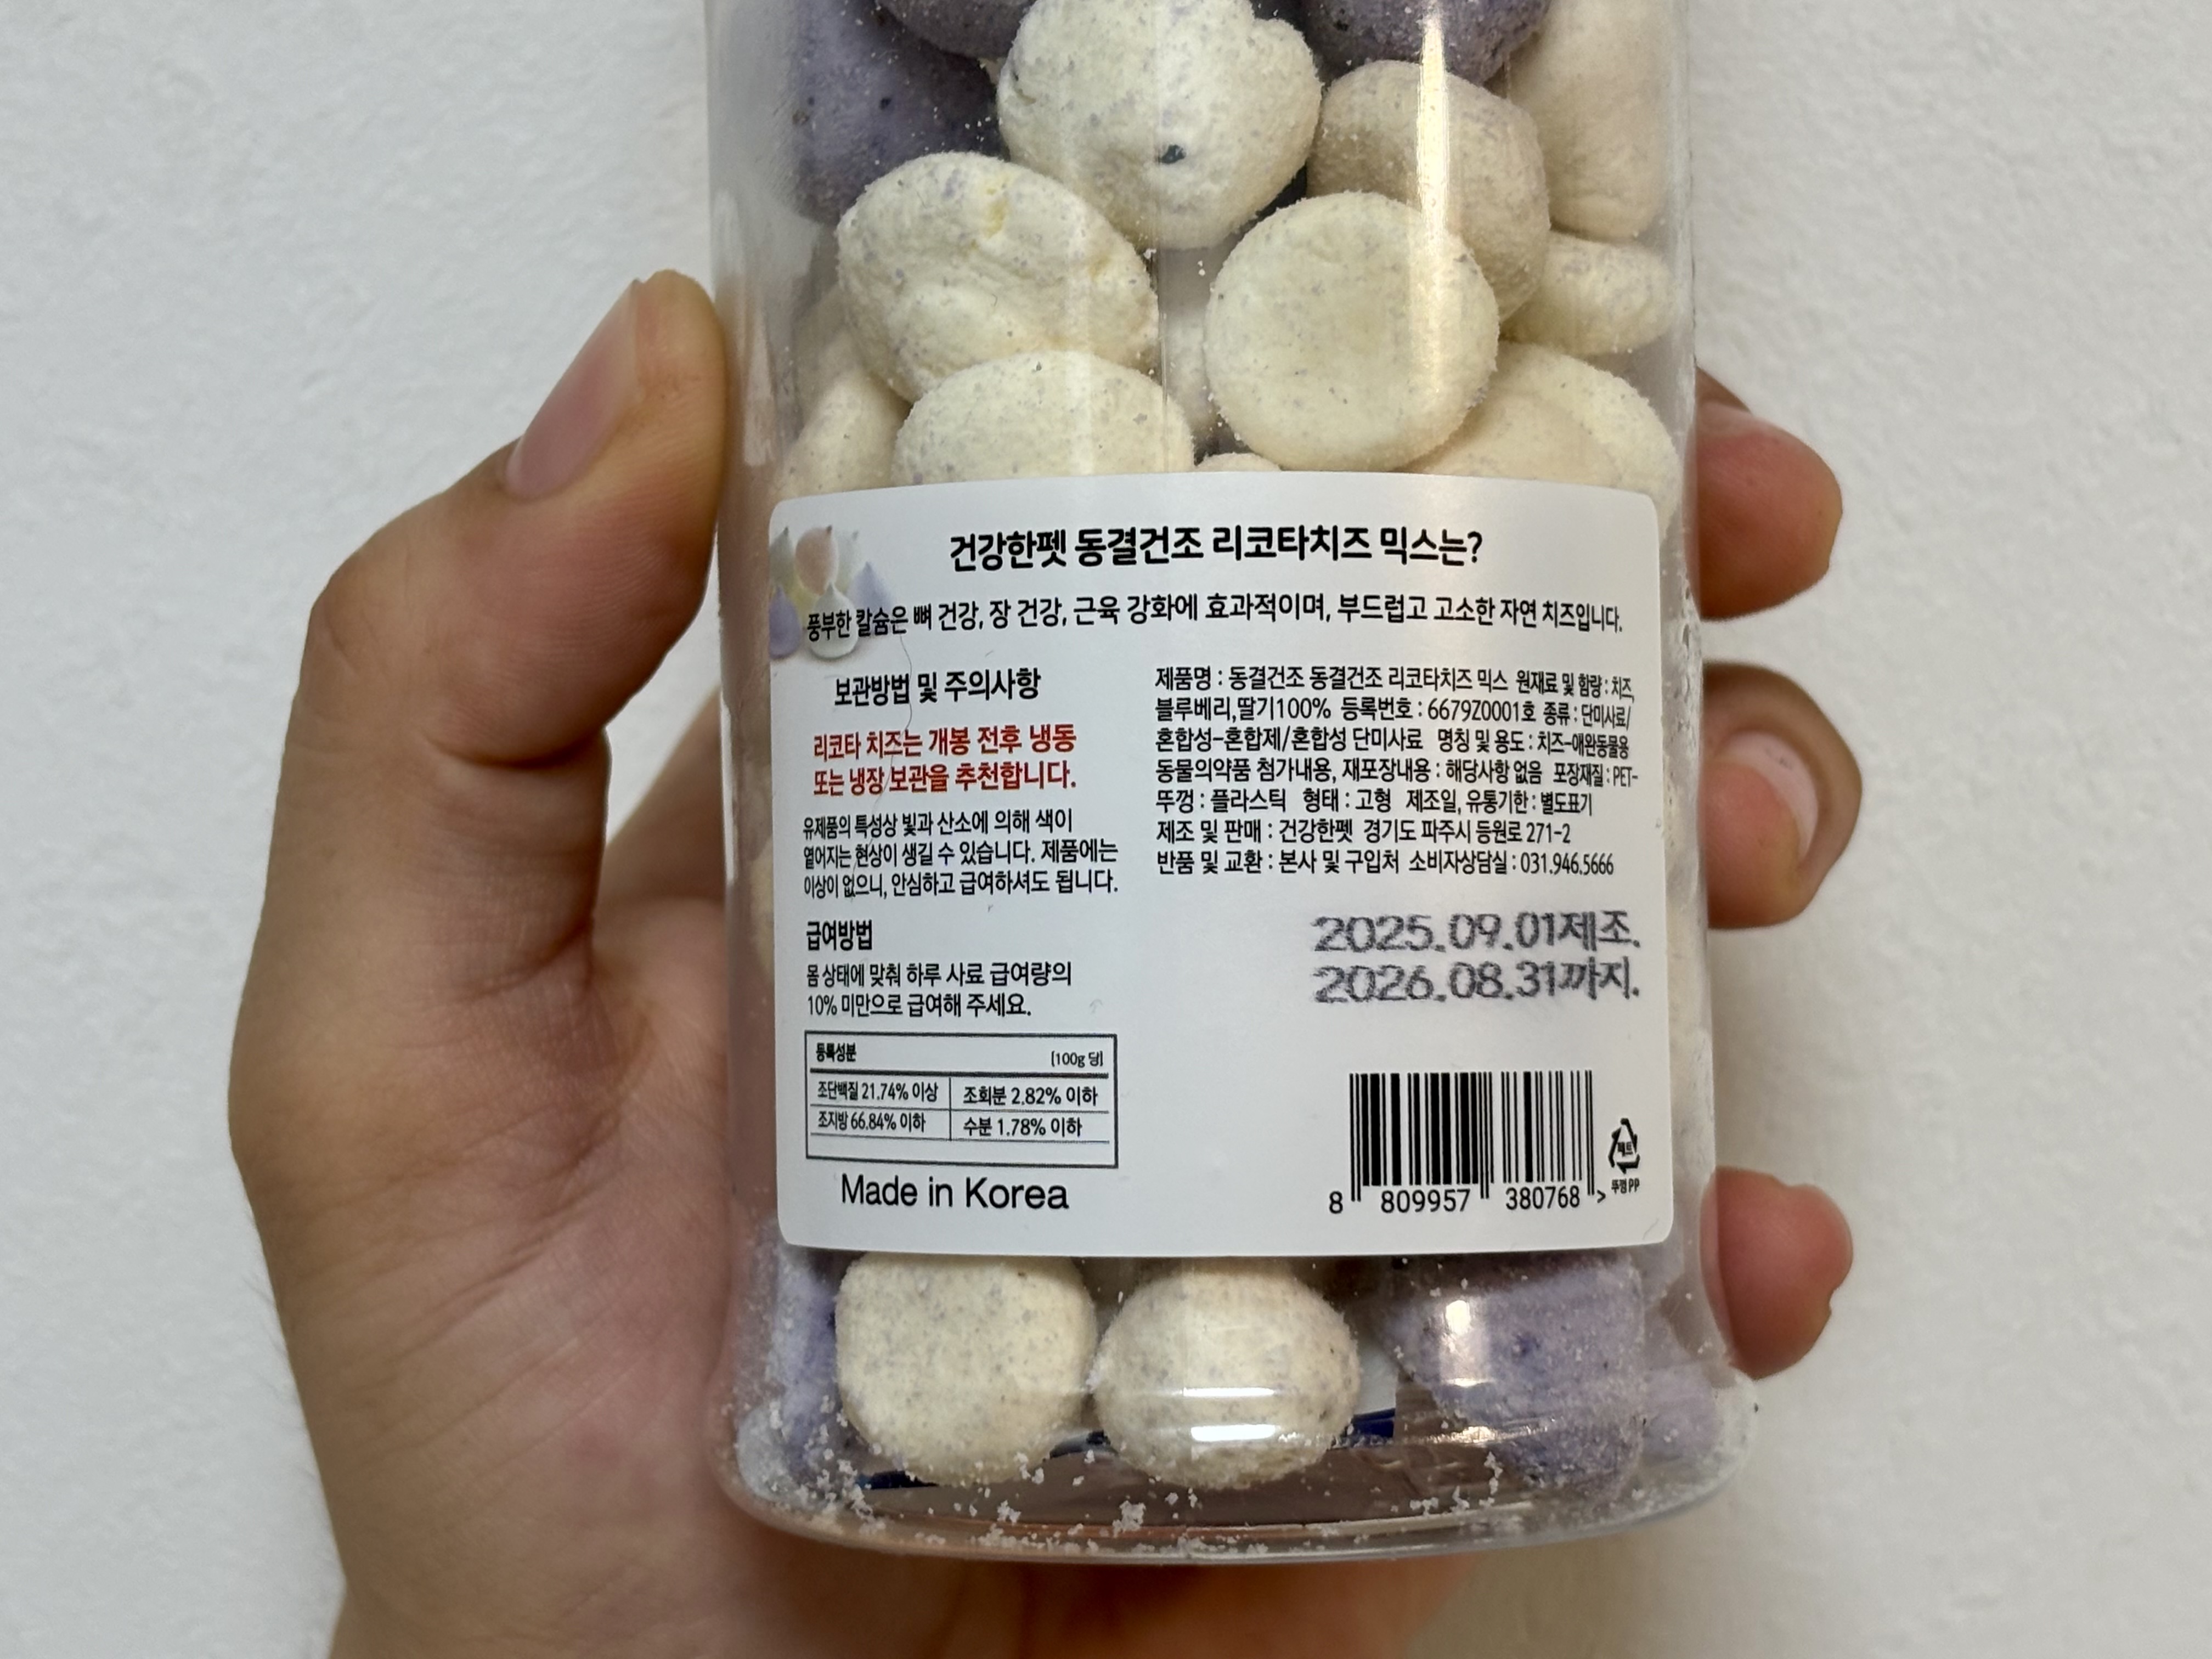 건강한펫 동결건조 리코타치즈 믹스는?
풍부한 칼슘은 뼈 건강, 장 건강, 근육 강화에 효과적이며, 부드럽고 고소한 자연 치즈입니다.
보관방법 및 주의사항
리코타 치즈는 개봉 전후 냉동
또는 냉장 보관을 추천합니다.
유제품의 특성상 빛과 산소에 의해 색이
옅어지는 현상이 생길 수 있습니다. 제품에는
이상이 없으니, 안심하고 급여하셔도 됩니다.
급여방법
몸 상태에 맞춰 하루 사료 급여량의
10% 미만으로 급여해 주세요.
등록성분 [100g 당]
조단백질 21.74% 이상 조회분 2.82% 이하
조지방 66.84% 이하 수분 1.78% 이하
Made in Korea
제품명 : 동결건조 동결건조 리코타치즈 믹스 원재료 및 함량 : 치즈,
블루베리,딸기100% 등록번호 : 6679Z0001호 종류 : 단미사료/
혼합성-혼합제/혼합성 단미사료 명칭 및 용도 : 치즈-애완동물용
동물의약품 첨가내용, 재포장내용 : 해당사항 없음 포장재질 : PET-
뚜껑 : 플라스틱 형태 : 고형 제조일, 유통기한 : 별도표기
제조 및 판매 : 건강한펫 경기도 파주시 등원로 271-2
반품 및 교환 : 본사 및 구입처 소비자상담실 : 031.946.5666
2025.09.01제조.
2026.08.31까지.
8 809957 380768 >
페트
뚜껑 PP